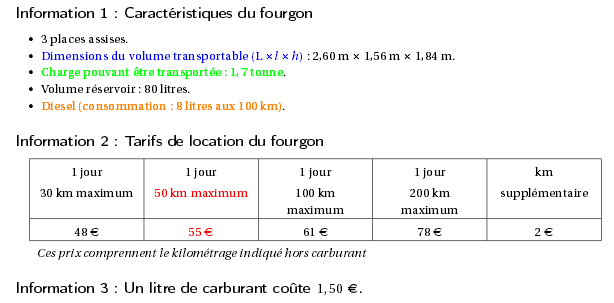 Information 1 : Caractéristiques du fourgon
• 3 places assises.
• Dimensions du volume transportable (L × l × h) : 2,60 m × 1,56 m × 1,84 m.
• Charge pouvant être transportée : 1, 7 tonne.
• Volume réservoir : 80 litres.
• Diesel (consommation : 8 litres aux 100 km).
Information 2 : Tarifs de location du fourgon
1 jour 1 jour 1 jour 1 jour km
30 km maximum 50 km maximum 100 km 200 km supplémentaire
maximum maximum
48 € 55 € 61 € 78 € 2 €
Ces prix comprennent le kilométrage indiqué hors carburant
Information 3 : Un litre de carburant coûte 1, 50 €.